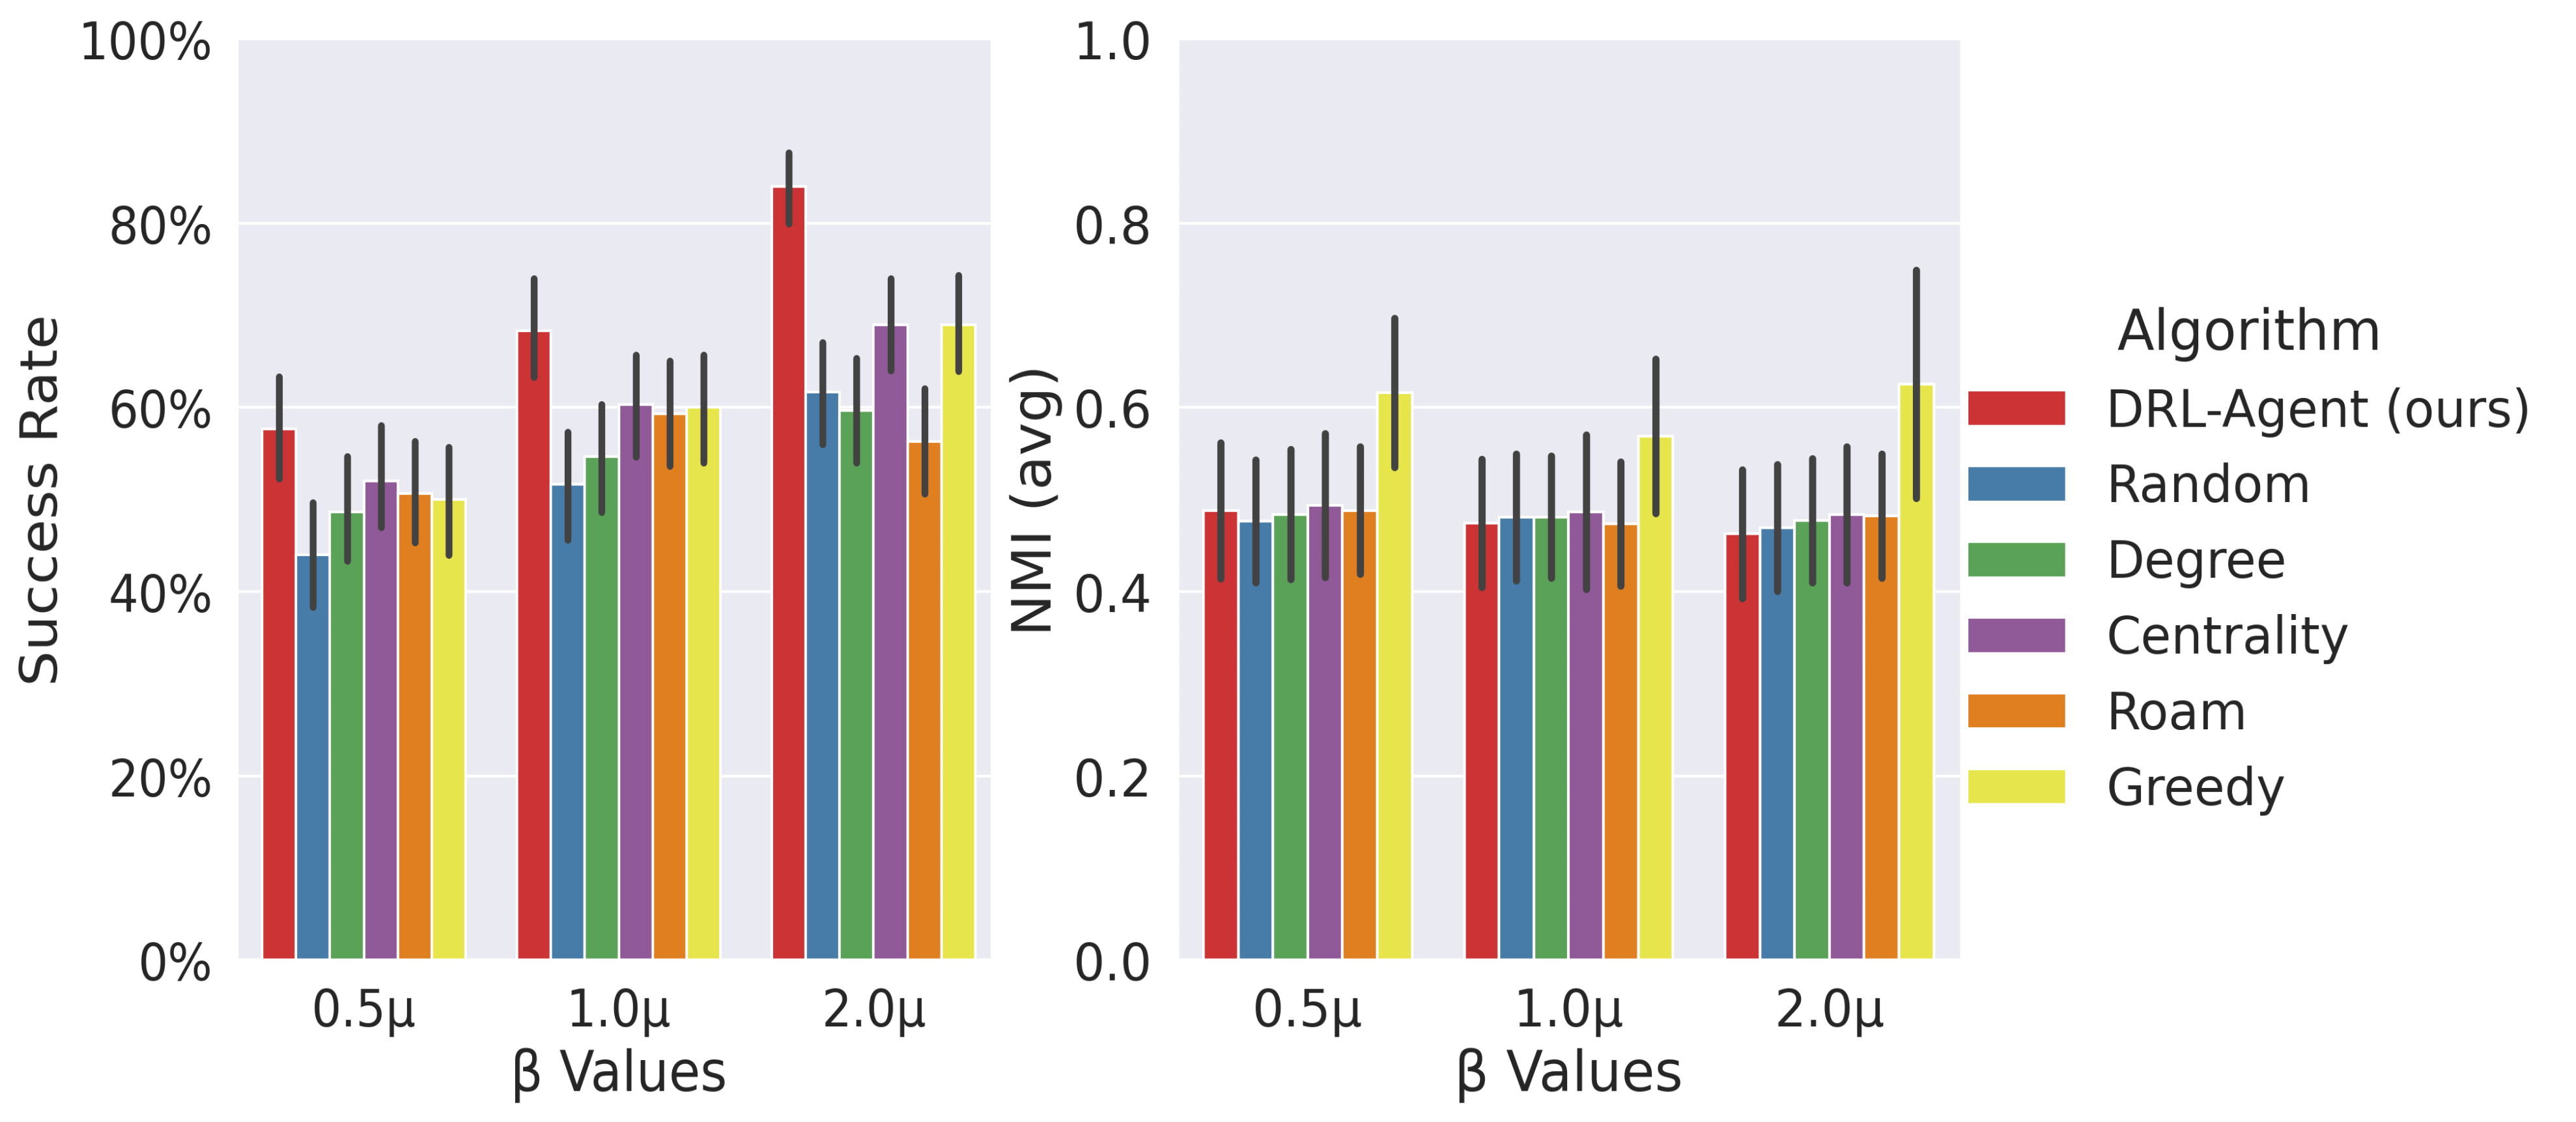 100%
80%
60%
40%
20%
0%
Success Rate
0.5μ 1.0μ 2.0μ
β Values
1.0
0.8
0.6
0.4
0.2
0.0
NMI (avg)
0.5μ 1.0μ 2.0μ
β Values
Algorithm
DRL-Agent (ours)
Random
Degree
Centrality
Roam
Greedy